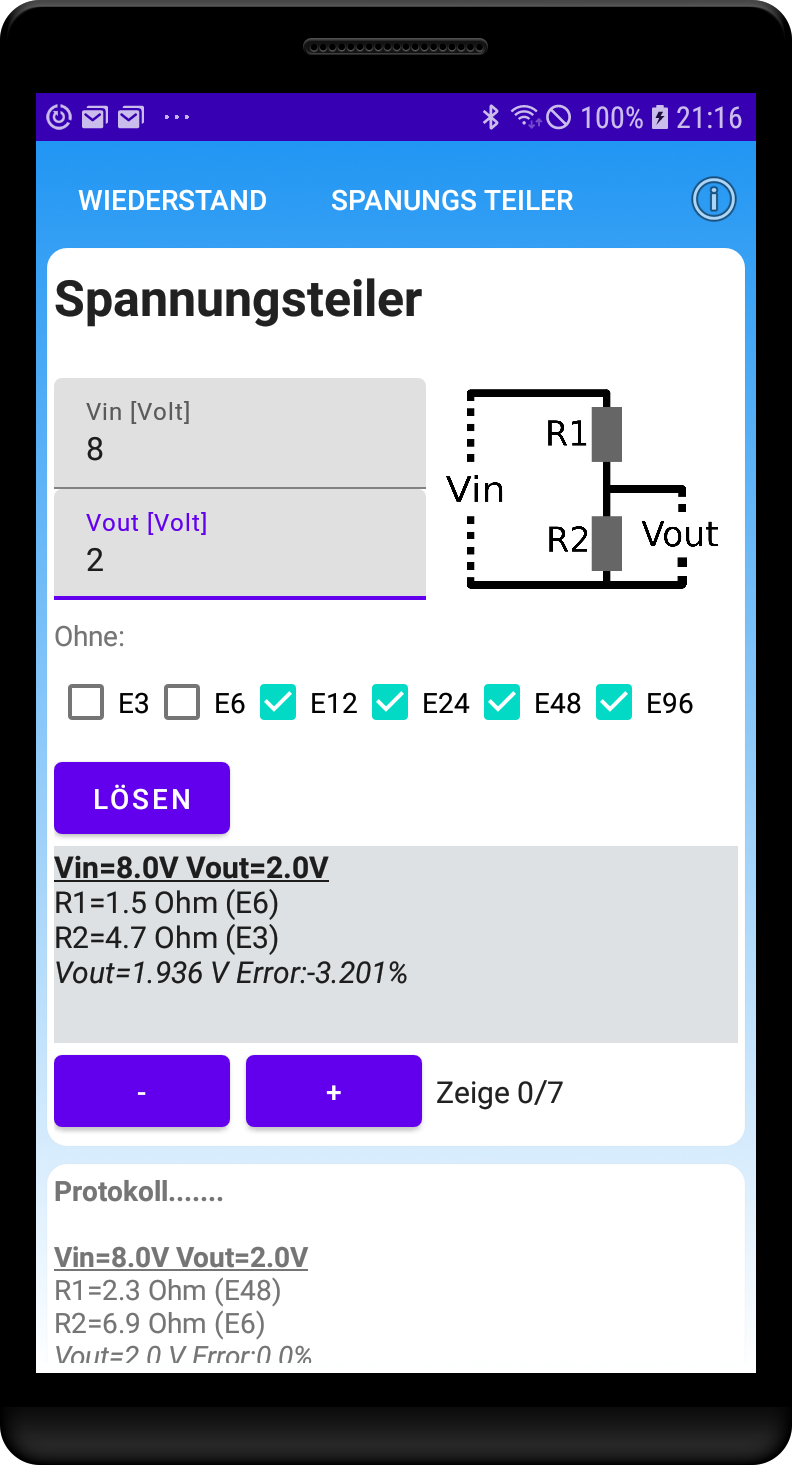 100% 21:16
WIEDERSTAND SPANUNGS TEILER
Spannungsteiler
Vin [Volt]
8
Vout [Volt]
2
R1
Vin
R2 Vout
Ohne:
E3 E6 E12 E24 E48 E96
LÖSEN
Vin=8.0V Vout=2.0V
R1=1.5 Ohm (E6)
R2=4.7 Ohm (E3)
Vout=1.936 V Error:-3.201%
- + Zeige 0/7
Protokoll.......
Vin=8.0V Vout=2.0V
R1=2.3 Ohm (E48)
R2=6.9 Ohm (E6)
Vout=2.0 V Error:0.0%